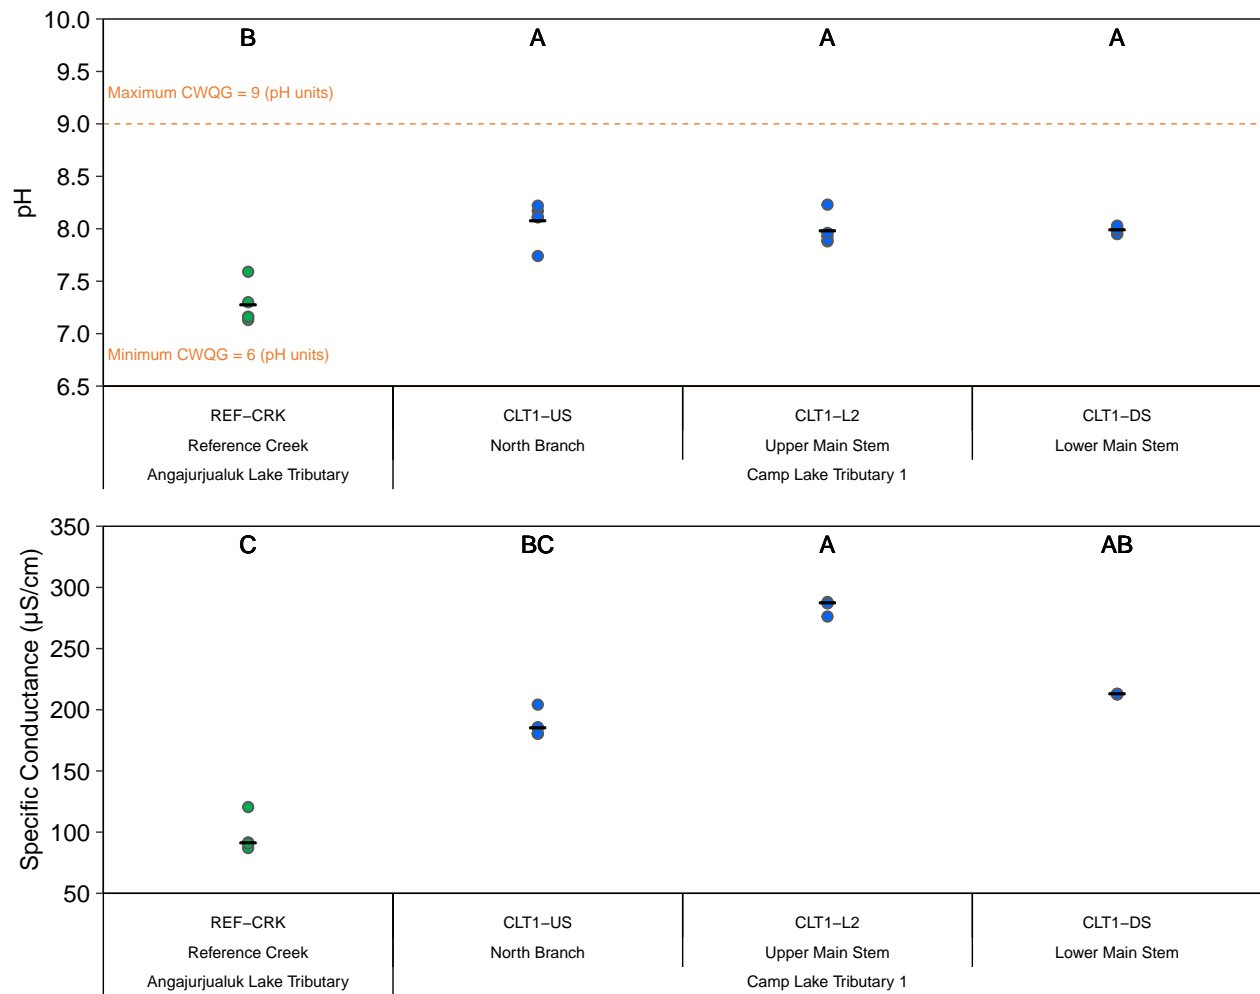 10.0
B
A
A
A
9.5
Maximum CWQG = 9 (pH units)
9.0
8.5
pH
8.0
7.5
7.0
Minimum CWQG = 6 (pH units)
6.5
REF−CRK
CLT1−US
CLT1−L2
CLT1−DS
Reference Creek
North Branch
Upper Main Stem
Lower Main Stem
Angajurjualuk Lake Tributary
Camp Lake Tributary 1
350
C
BC
A
AB
300
250
Specific Conductance (µS/cm)
200
150
100
50
REF−CRK
CLT1−US
CLT1−L2
CLT1−DS
Reference Creek
North Branch
Upper Main Stem
Lower Main Stem
Angajurjualuk Lake Tributary
Camp Lake Tributary 1